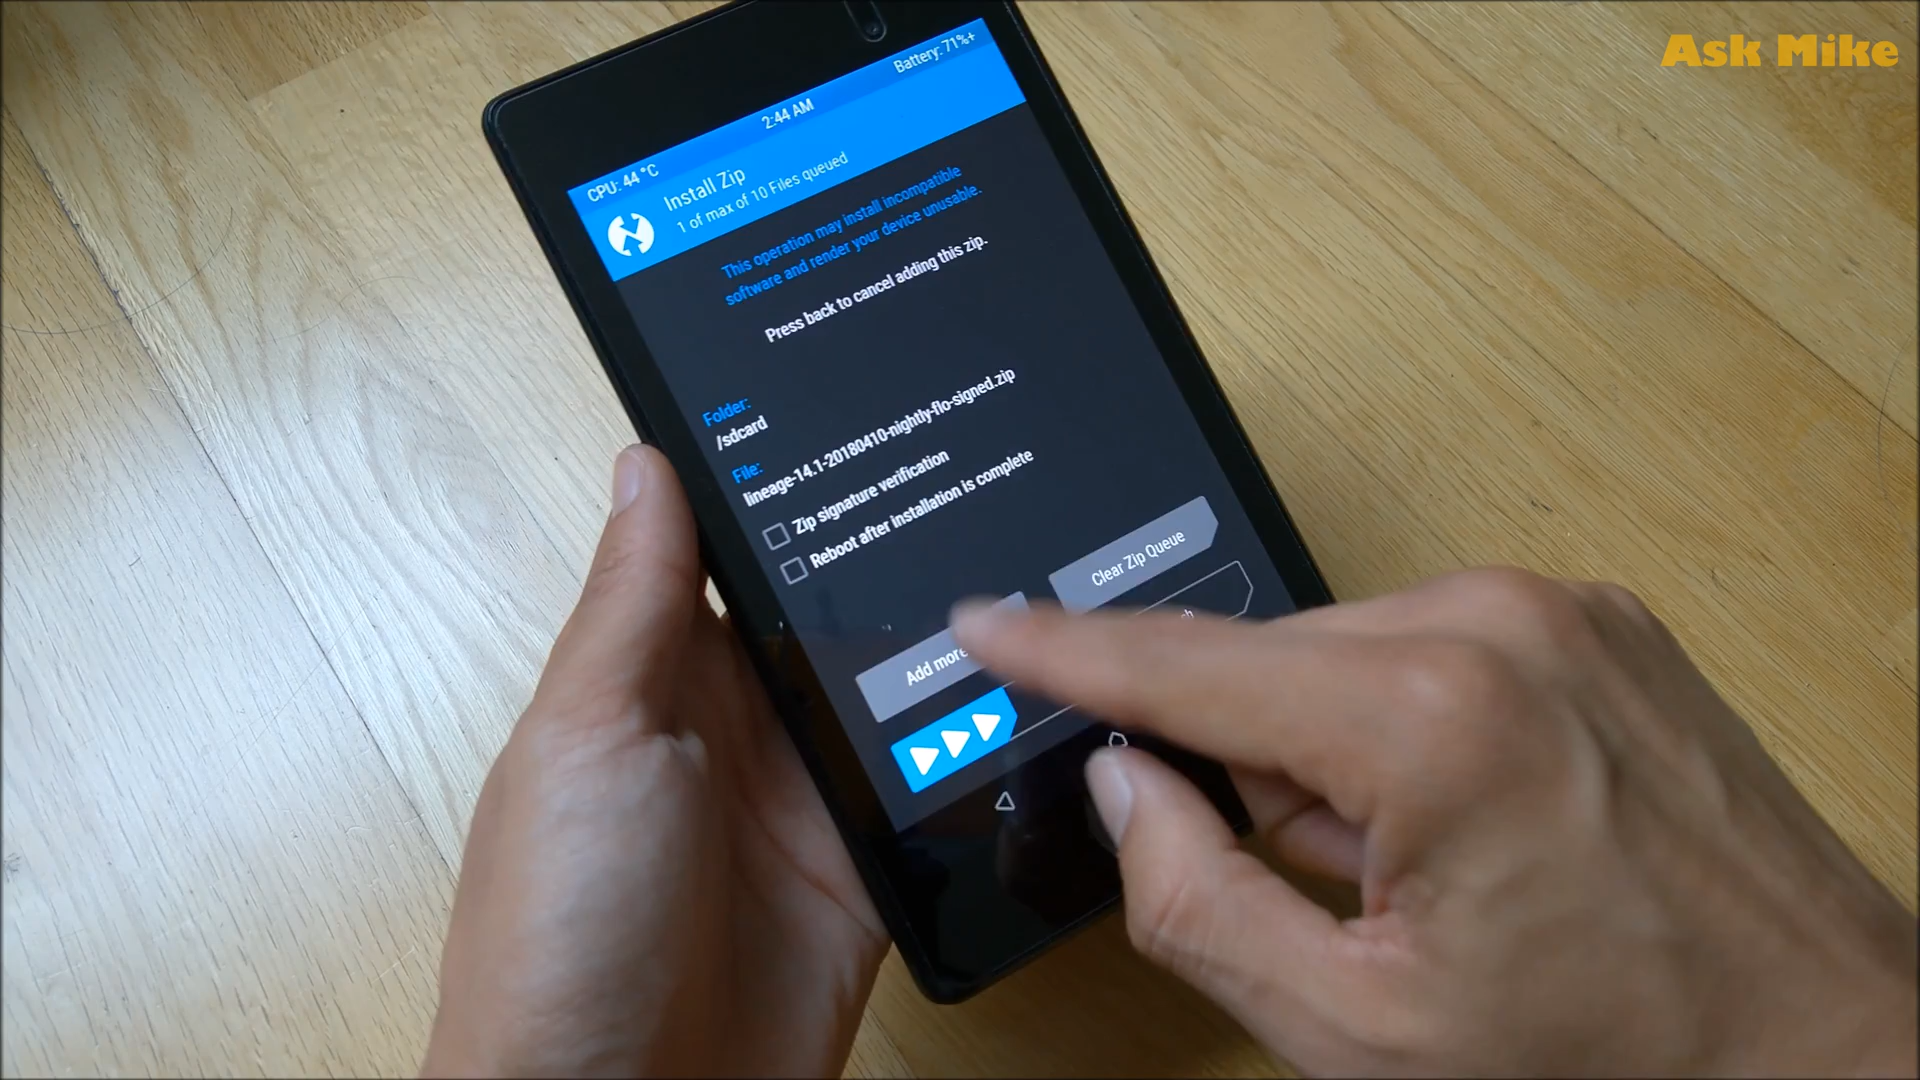 Ask Mike
CPU: 44 °C
2:44 AM
Battery: 71%+
Install Zip
1 of max of 10 Files queued
This operation may install incompatible
software and render your device unusable.
Press back to cancel adding this zip.
Folder:
/sdcard
File:
lineage-14.1-20180410-nightly-flo-signed.zip
Zip signature verification
Reboot after installation is complete
Add more
Clear Zip Queue